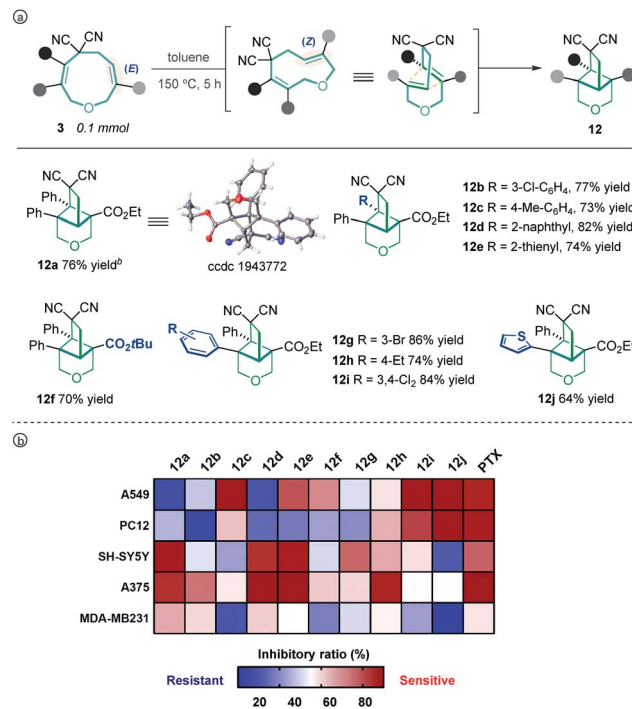 a
NC CN
(E)
O
3 0.1 mmol
toluene
150 °C, 5 h
CN
NC
(Z)
O
NC CN
O
NC CN
O
12
NC CN
Ph
Ph
CO₂Et
O
12a 76% yieldᵇ
ccdc 1943772
NC CN
R
Ph
CO₂Et
O
12b R = 3-Cl-C₆H₄, 77% yield
12c R = 4-Me-C₆H₄, 73% yield
12d R = 2-naphthyl, 82% yield
12e R = 2-thienyl, 74% yield
NC CN
Ph
Ph
CO₂tBu
O
12f 70% yield
NC CN
Ph
R
CO₂Et
O
12g R = 3-Br 86% yield
12h R = 4-Et 74% yield
12i R = 3,4-Cl₂ 84% yield
NC CN
S
Ph
CO₂Et
O
12j 64% yield
b
12a 12b 12c 12d 12e 12f 12g 12h 12i 12j PTX
A549
PC12
SH-SY5Y
A375
MDA-MB231
Inhibitory ratio (%)
Resistant
Sensitive
20 40 60 80